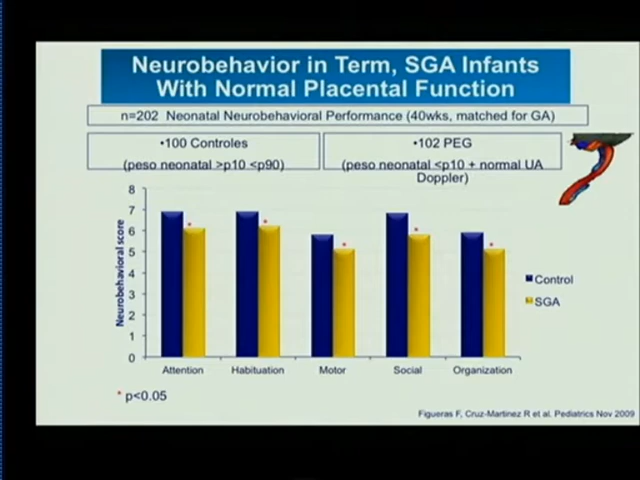 Neurobehavior in Term, SGA Infants
With Normal Placental Function
n=202 Neonatal Neurobehavioral Performance (40wks, matched for GA)
•100 Controles
(peso neonatal >p10 <p90)
•102 PEG
(peso neonatal <p10 + normal UA
Doppler)
Neurobehavioral score
8
7
6
5
4
3
2
1
0
* * * * *
Attention Habituation Motor Social Organization
Control
SGA
* p<0.05
Figueras F, Cruz-Martinez R et al. Pediatrics Nov 2009